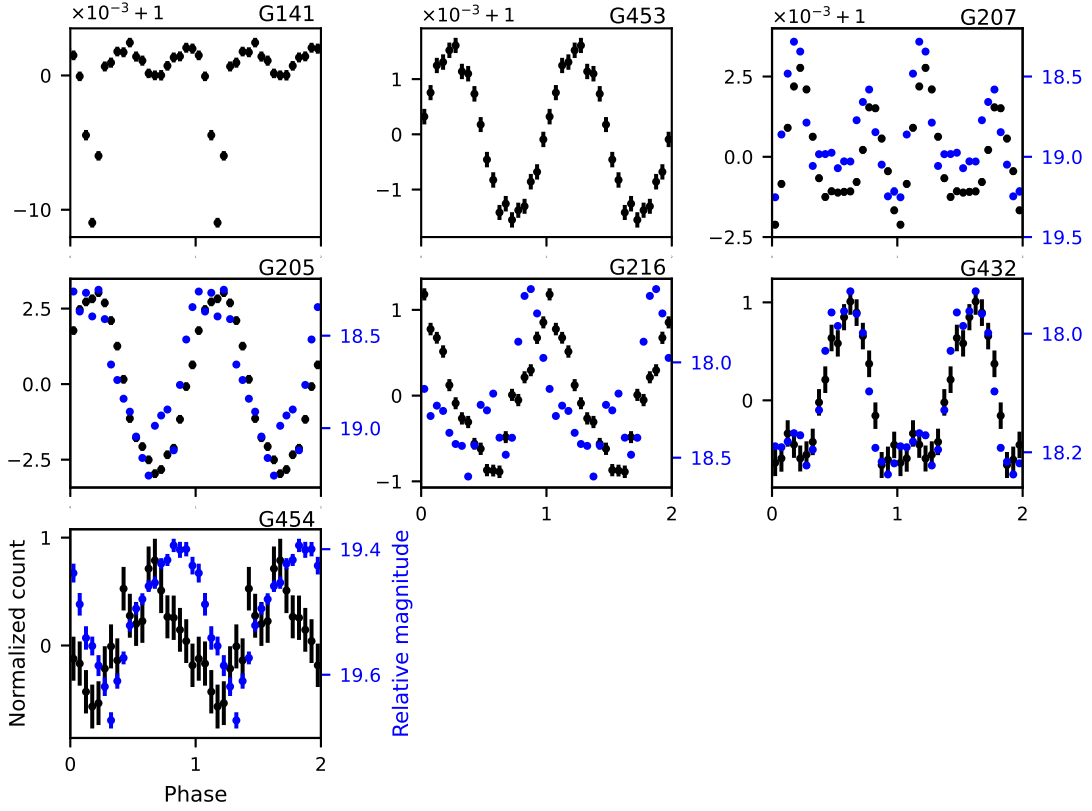 ×10⁻³ + 1 G141
0
−10
×10⁻³ + 1 G453
1
0
−1
×10⁻³ + 1 G207
2.5
0.0
−2.5
18.5
19.0
19.5
G205
2.5
0.0
−2.5
18.5
19.0
G216
1
0
−1
18.0
18.5
0 1 2
G432
1
0
18.0
18.2
0 1 2
G454
1
0
19.4
19.6
0 1 2
Normalized count
Relative magnitude
Phase